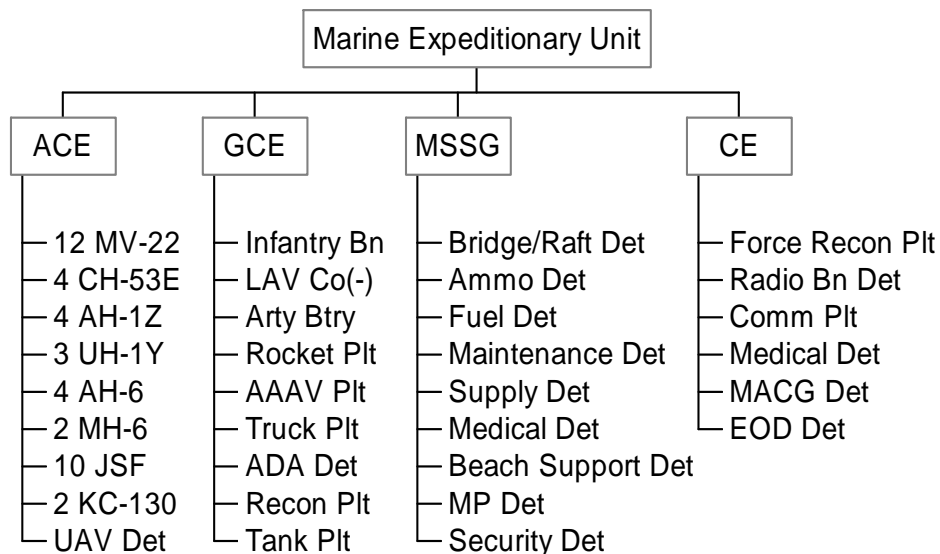 Marine Expeditionary Unit
ACE
GCE
MSSG
CE
12 MV-22
4 CH-53E
4 AH-1Z
3 UH-1Y
4 AH-6
2 MH-6
10 JSF
2 KC-130
UAV Det
Infantry Bn
LAV Co(-)
Arty Btry
Rocket Plt
AAAV Plt
Truck Plt
ADA Det
Recon Plt
Tank Plt
Bridge/Raft Det
Ammo Det
Fuel Det
Maintenance Det
Supply Det
Medical Det
Beach Support Det
MP Det
Security Det
Force Recon Plt
Radio Bn Det
Comm Plt
Medical Det
MACG Det
EOD Det